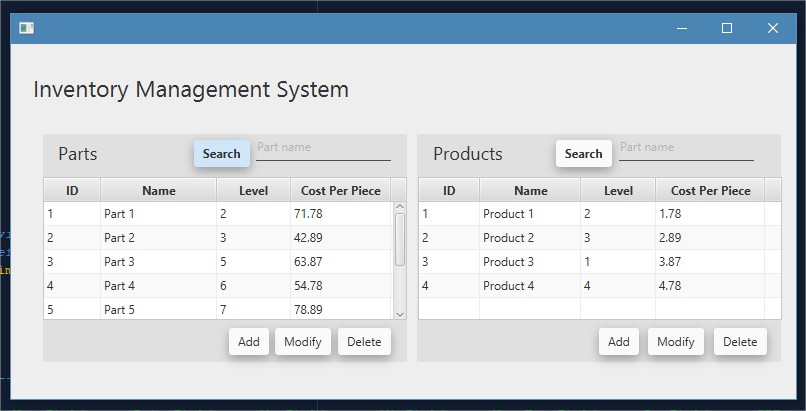 Inventory Management System
Parts Search Part name
ID Name Level Cost Per Piece
1 Part 1 2 71.78
2 Part 2 3 42.89
3 Part 3 5 63.87
4 Part 4 6 54.78
5 Part 5 7 78.89
Add Modify Delete
Products Search Part name
ID Name Level Cost Per Piece
1 Product 1 2 1.78
2 Product 2 3 2.89
3 Product 3 1 3.87
4 Product 4 4 4.78
Add Modify Delete